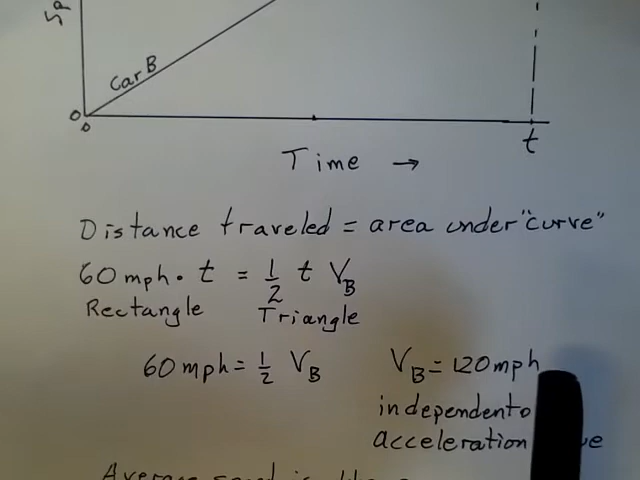 Car B
0
0
t
Time →
Distance traveled = area under "curve"
60 mph • t = 1/2 t V_B
Rectangle Triangle
60 mph = 1/2 V_B
V_B = 120 mph
independent o
acceleration